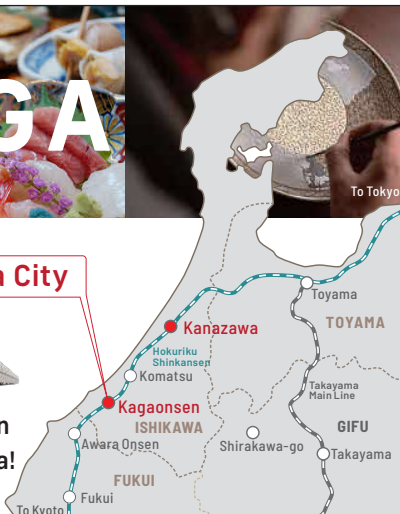 GA
To Tokyo
City
Toyama
TOYAMA
Kanazawa
Hokuriku
Shinkansen
Komatsu
Takayama
Main Line
Kagaonsen
ISHIKAWA
GIFU
Awara Onsen
Shirakawa-go
Takayama
a!
FUKUI
Fukui
To Kyoto